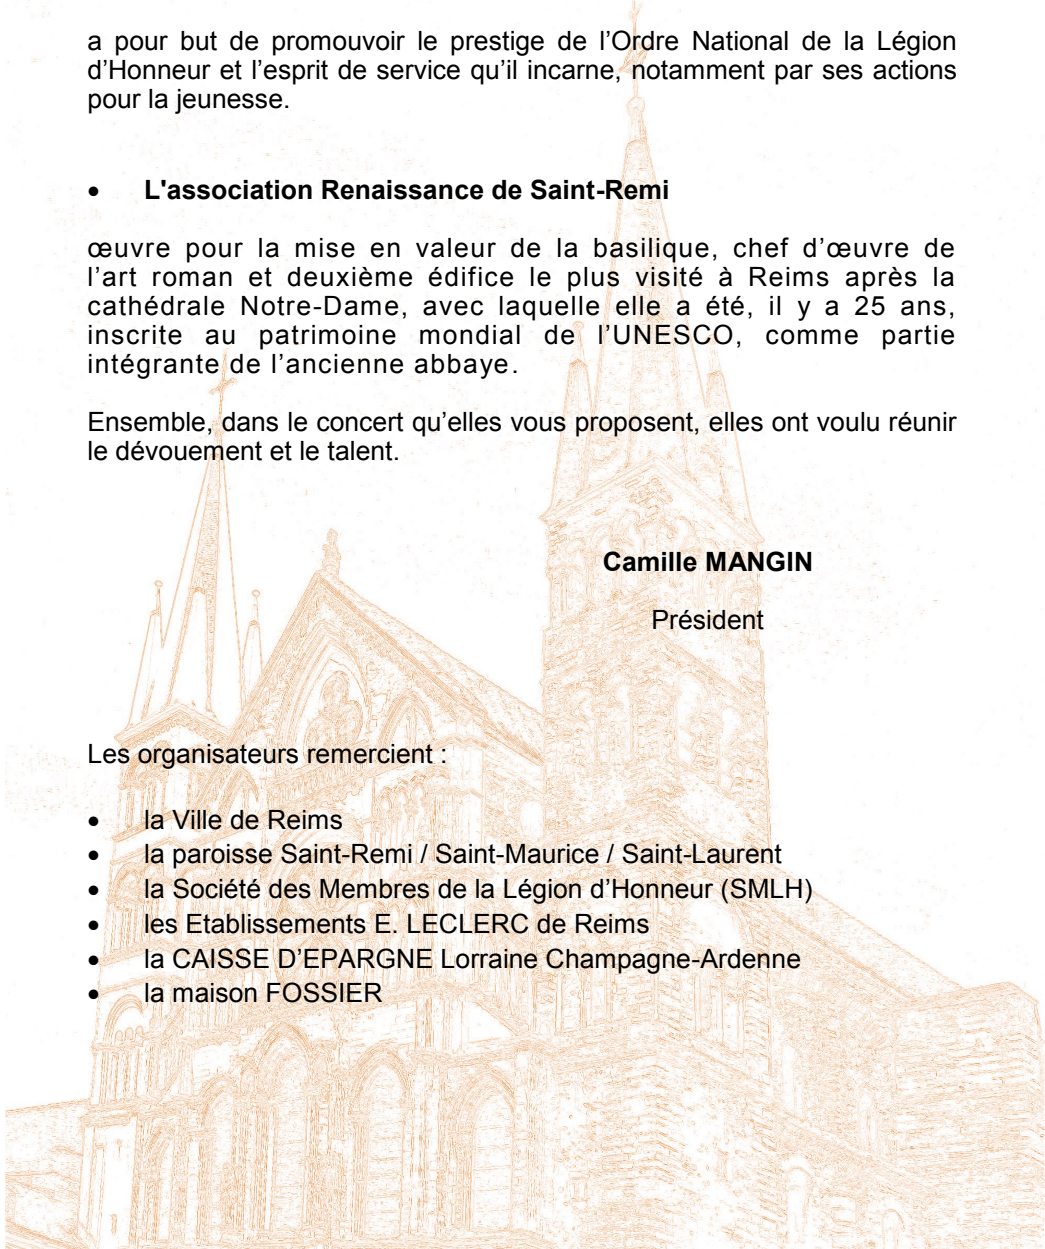 a pour but de promouvoir le prestige de l’Ordre National de la Légion
d’Honneur et l’esprit de service qu’il incarne, notamment par ses actions
pour la jeunesse.
• L'association Renaissance de Saint-Remi
œuvre pour la mise en valeur de la basilique, chef d’œuvre de
l’art roman et deuxième édifice le plus visité à Reims après la
cathédrale Notre-Dame, avec laquelle elle a été, il y a 25 ans,
inscrite au patrimoine mondial de l’UNESCO, comme partie
intégrante de l’ancienne abbaye.
Ensemble, dans le concert qu’elles vous proposent, elles ont voulu réunir
le dévouement et le talent.
Camille MANGIN
Président
Les organisateurs remercient :
• la Ville de Reims
• la paroisse Saint-Remi / Saint-Maurice / Saint-Laurent
• la Société des Membres de la Légion d’Honneur (SMLH)
• les Etablissements E. LECLERC de Reims
• la CAISSE D’EPARGNE Lorraine Champagne-Ardenne
• la maison FOSSIER